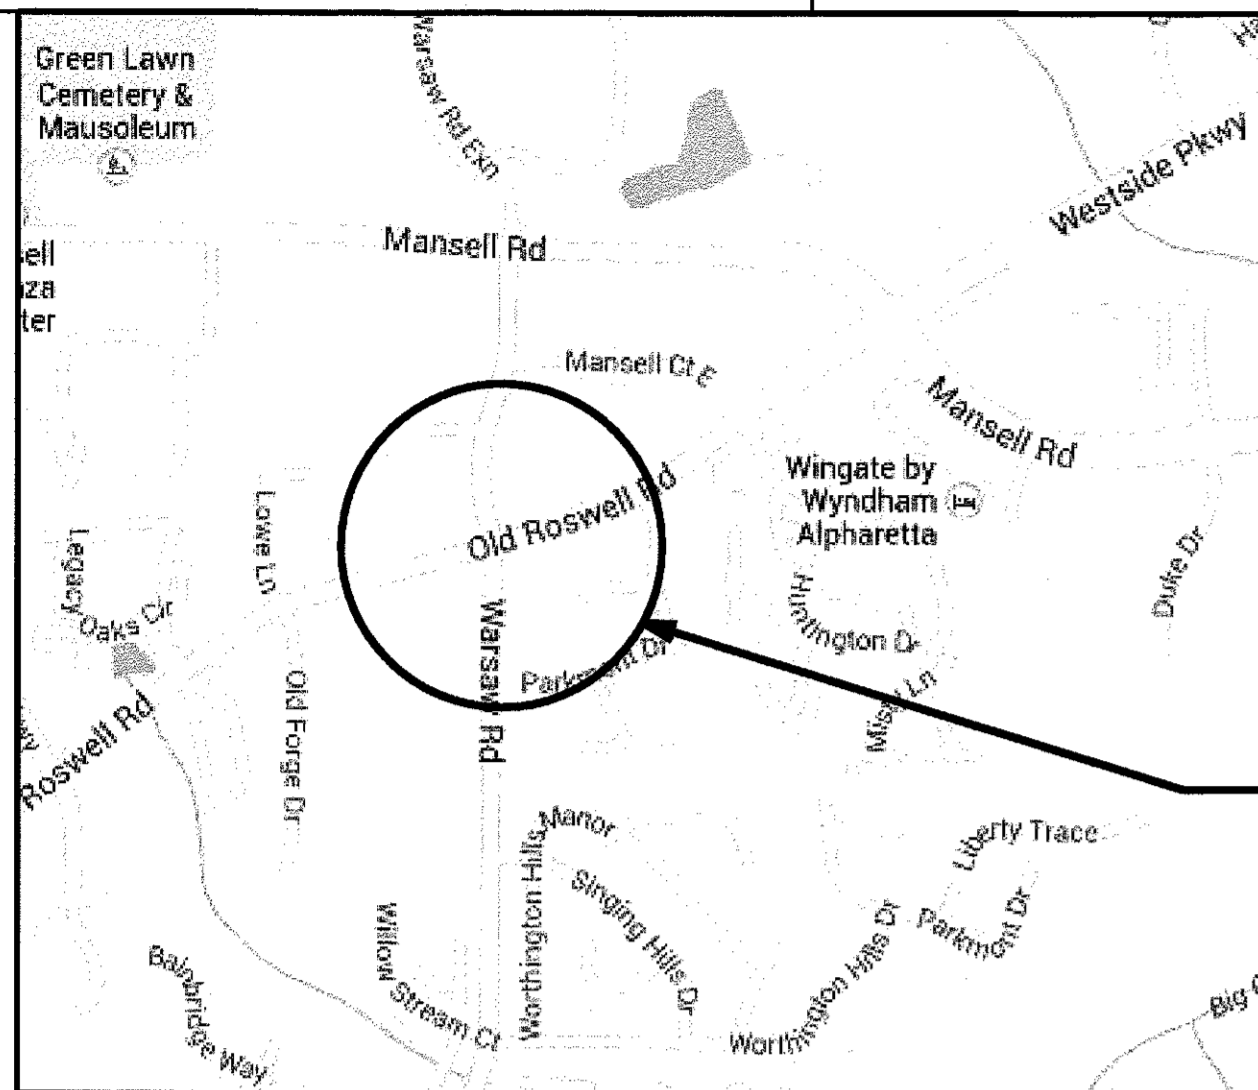 Green Lawn
Cemetery &
Mausoleum
Warsaw Rd Exn
Westside Pkwy
Mansell Rd
ell
za
ter
Mansell Ct E
Mansell Rd
Wingate by
Wyndham
Alpharetta
Old Roswell Rd
Lowe Ln
Legacy
Oaks Cir
Duke Dr
Huntington Dr
Warsaw Rd
Parkmont Dr
Misty Ln
Old Forge Dr
Roswell Rd
Manor
Worthington Hills
Liberty Trace
Singing Hills Dr
Parkmont Dr
Worthington Hills Dr
Willow
Stream Ct
Bainbridge Way
Big